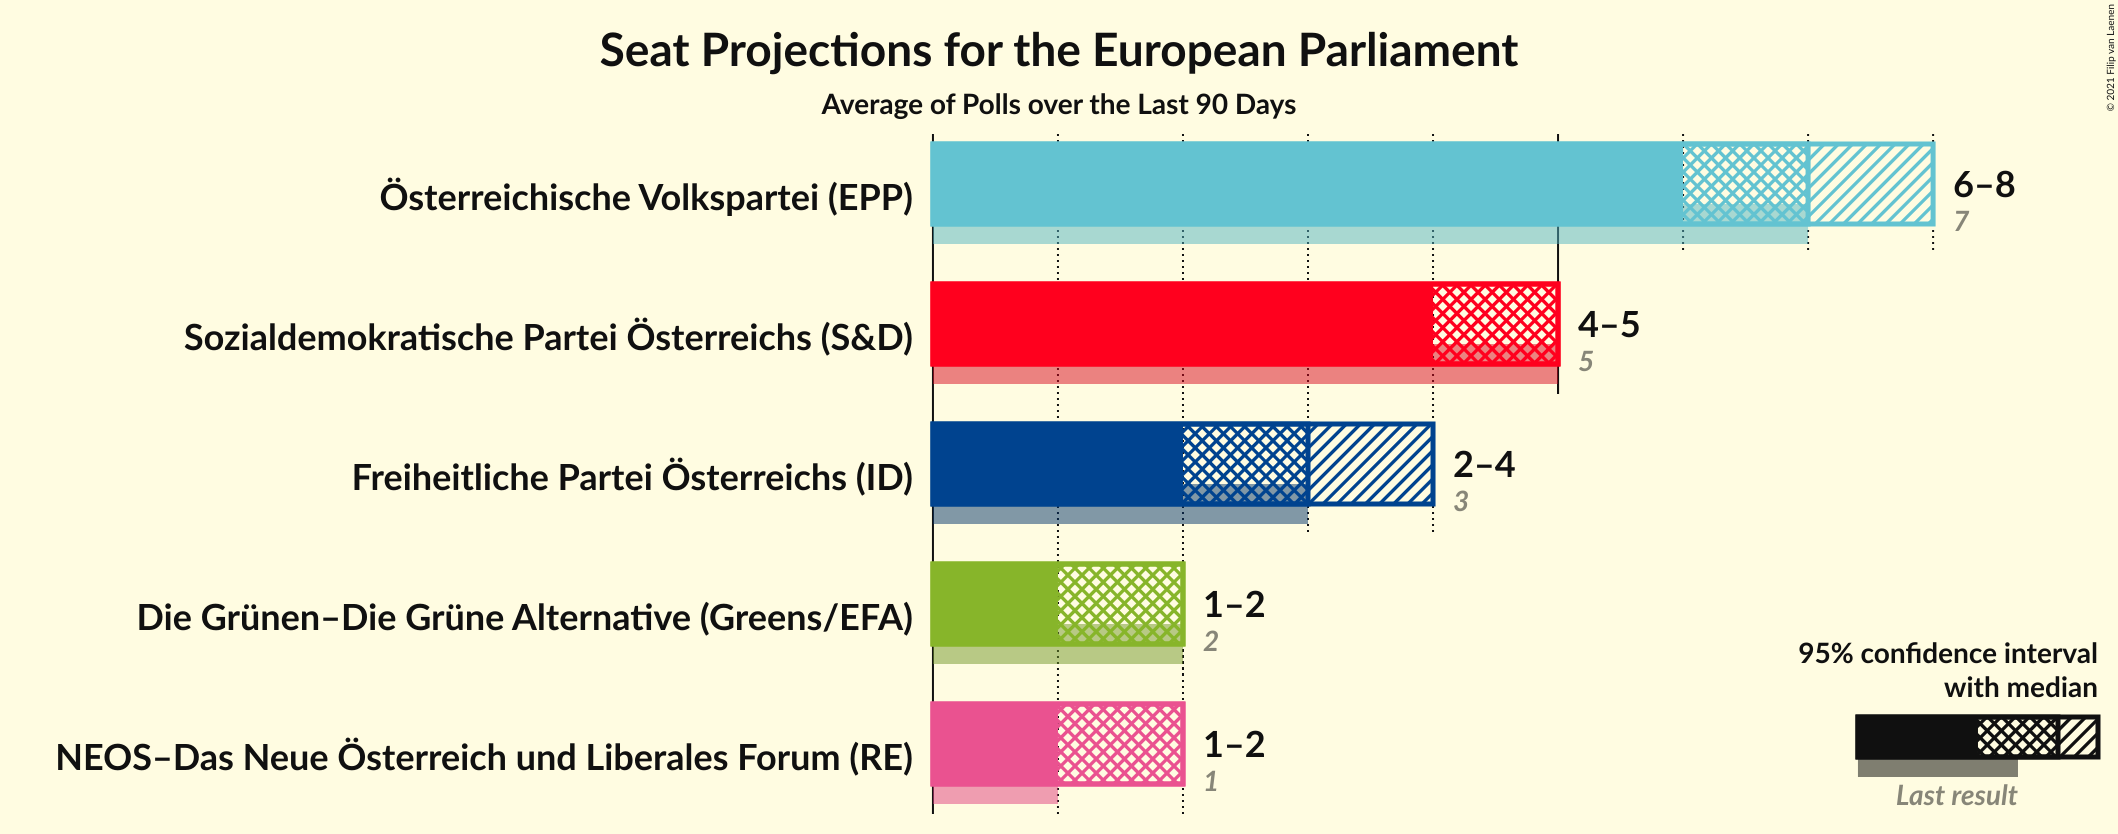 Seat Projections for the European Parliament
Average of Polls over the Last 90 Days
© 2021 Filip van Laenen
Österreichische Volkspartei (EPP)
6–8
7
Sozialdemokratische Partei Österreichs (S&D)
4–5
5
Freiheitliche Partei Österreichs (ID)
2–4
3
Die Grünen–Die Grüne Alternative (Greens/EFA)
1–2
2
NEOS–Das Neue Österreich und Liberales Forum (RE)
1–2
1
95% confidence interval
with median
Last result